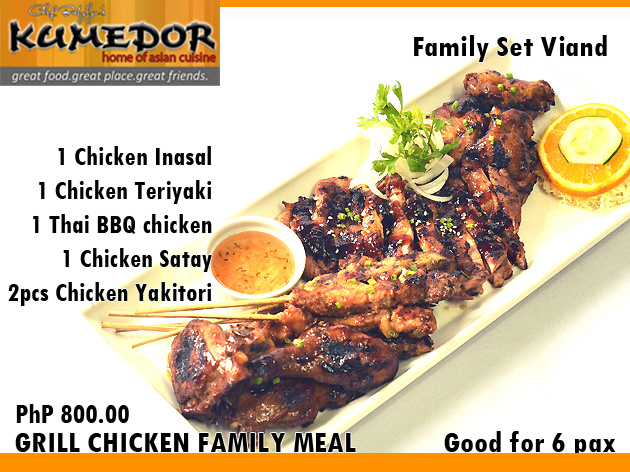 KUMEDOR
home of asian cuisine
great food.great place.great friends.
Family Set Viand
1 Chicken Inasal
1 Chicken Teriyaki
1 Thai BBQ chicken
1 Chicken Satay
2pcs Chicken Yakitori
PhP 800.00
GRILL CHICKEN FAMILY MEAL
Good for 6 pax